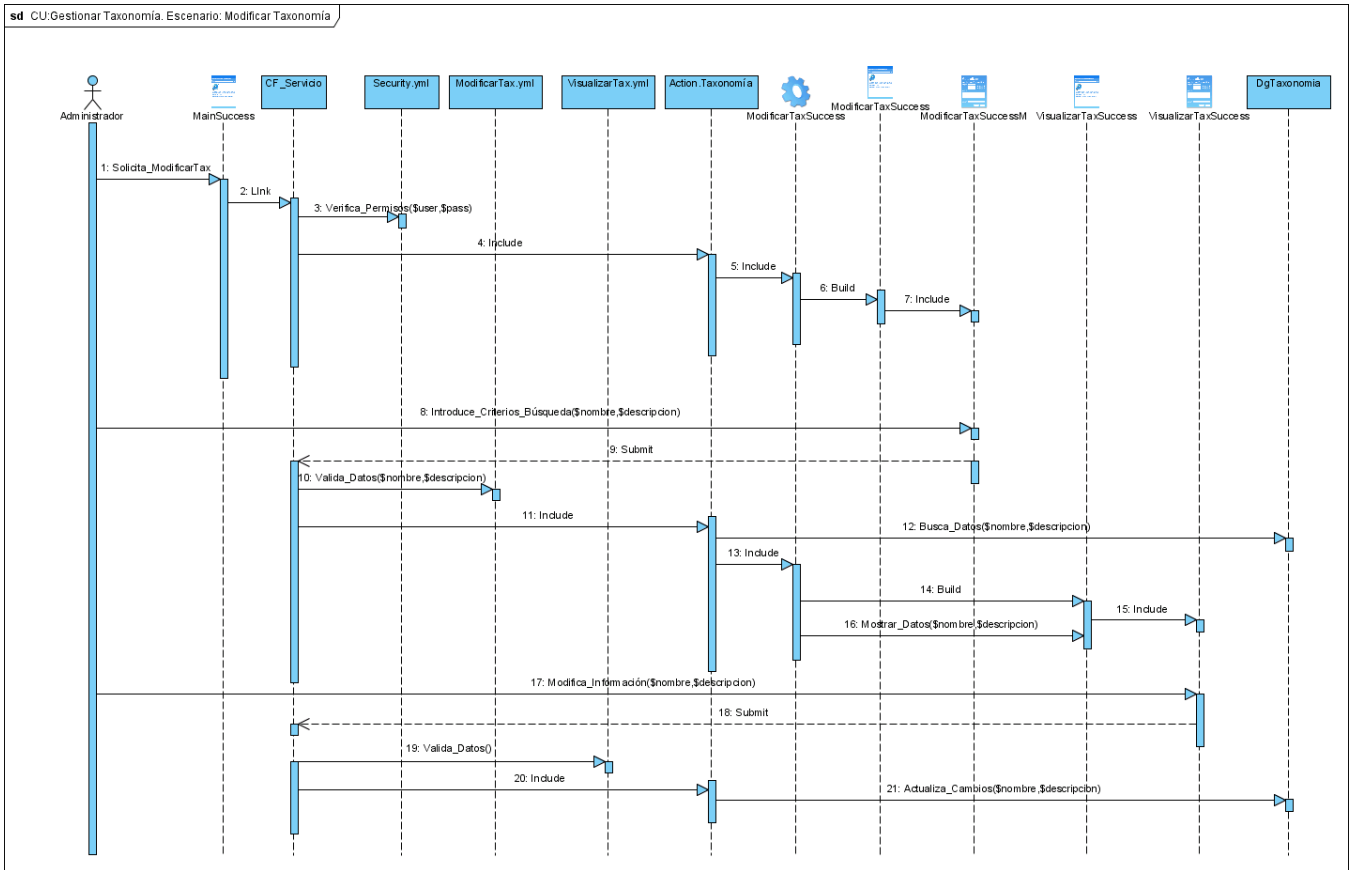 sd CU:Gestionar Taxonomía. Escenario: Modificar Taxonomía
CF_Servicio
Security.yml
ModificarTax.yml
VisualizarTax.yml
Action.Taxonomía
DgTaxonomia
Administrador
MainSuccess
ModificarTaxSuccess
ModificarTaxSuccess
ModificarTaxSuccessM
VisualizarTaxSuccess
VisualizarTaxSuccess
1: Solicita_ModificarTax
2: LInk
3: Verifica_Permisos($user,$pass)
4: Include
5: Include
6: Build
7: Include
8: Introduce_Criterios_Búsqueda($nombre,$descripcion)
9: Submit
10: Valida_Datos($nombre,$descripcion)
11: Include
12: Busca_Datos($nombre,$descripcion)
13: Include
14: Build
15: Include
16: Mostrar_Datos($nombre,$descripcion)
17: Modifica_Información($nombre,$descripcion)
18: Submit
19: Valida_Datos()
20: Include
21: Actualiza_Cambios($nombre,$descripcion)